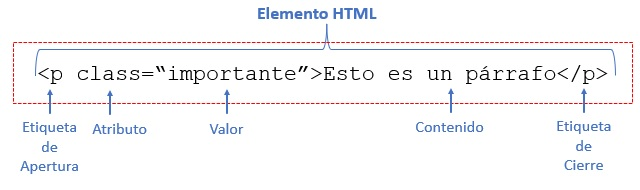 Elemento HTML
<p class=“importante”>Esto es un párrafo</p>
Etiqueta de Apertura
Atributo
Valor
Contenido
Etiqueta de Cierre